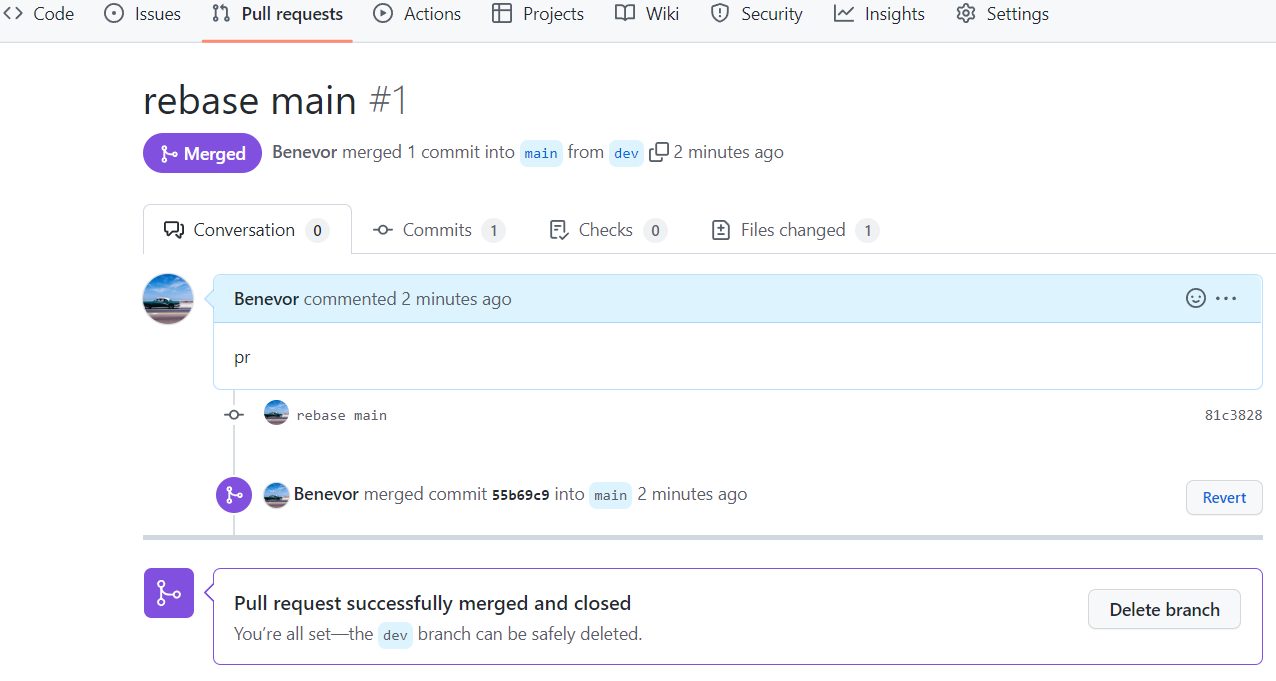 Code Issues Pull requests Actions Projects Wiki Security Insights Settings
rebase main #1
Merged Benevor merged 1 commit into main from dev 2 minutes ago
Conversation 0 Commits 1 Checks 0 Files changed 1
Benevor commented 2 minutes ago
pr
rebase main 81c3828
Benevor merged commit 55b69c9 into main 2 minutes ago Revert
Pull request successfully merged and closed
You’re all set—the dev branch can be safely deleted.
Delete branch